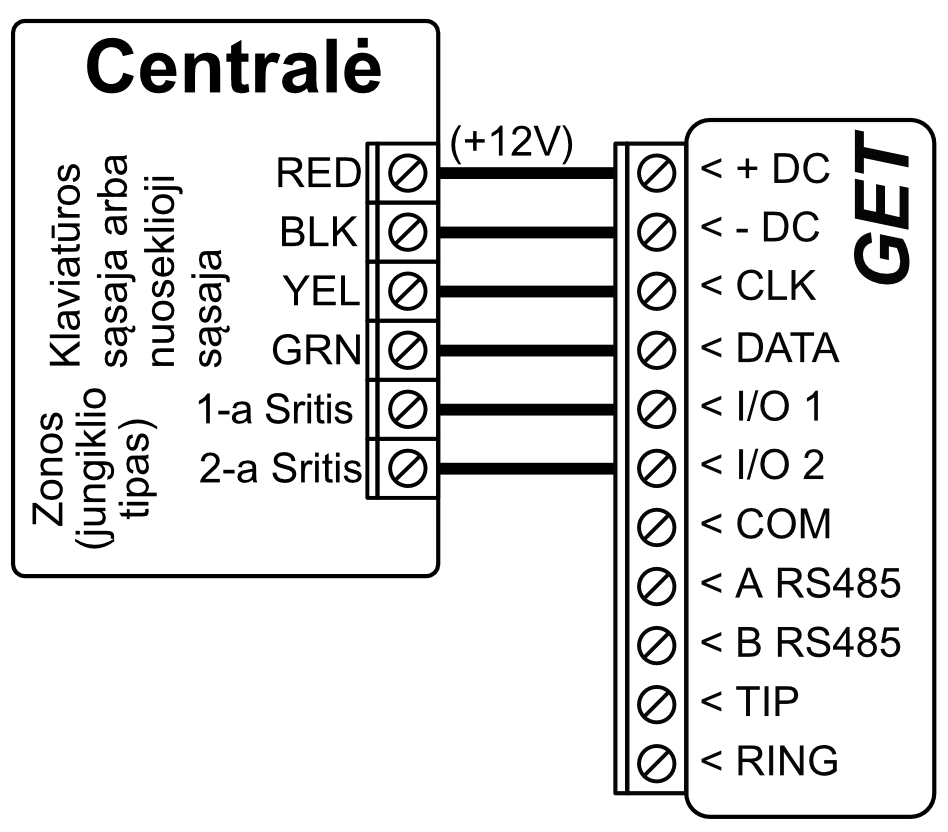 Centralė
Klaviatūros
sąsaja arba
nuoseklioji
sąsaja
Zonos
(jungiklio
tipas)
RED
BLK
YEL
GRN
1-a Sritis
2-a Sritis
(+12V)
GET
< + DC
< - DC
< CLK
< DATA
< I/O 1
< I/O 2
< COM
< A RS485
< B RS485
< TIP
< RING